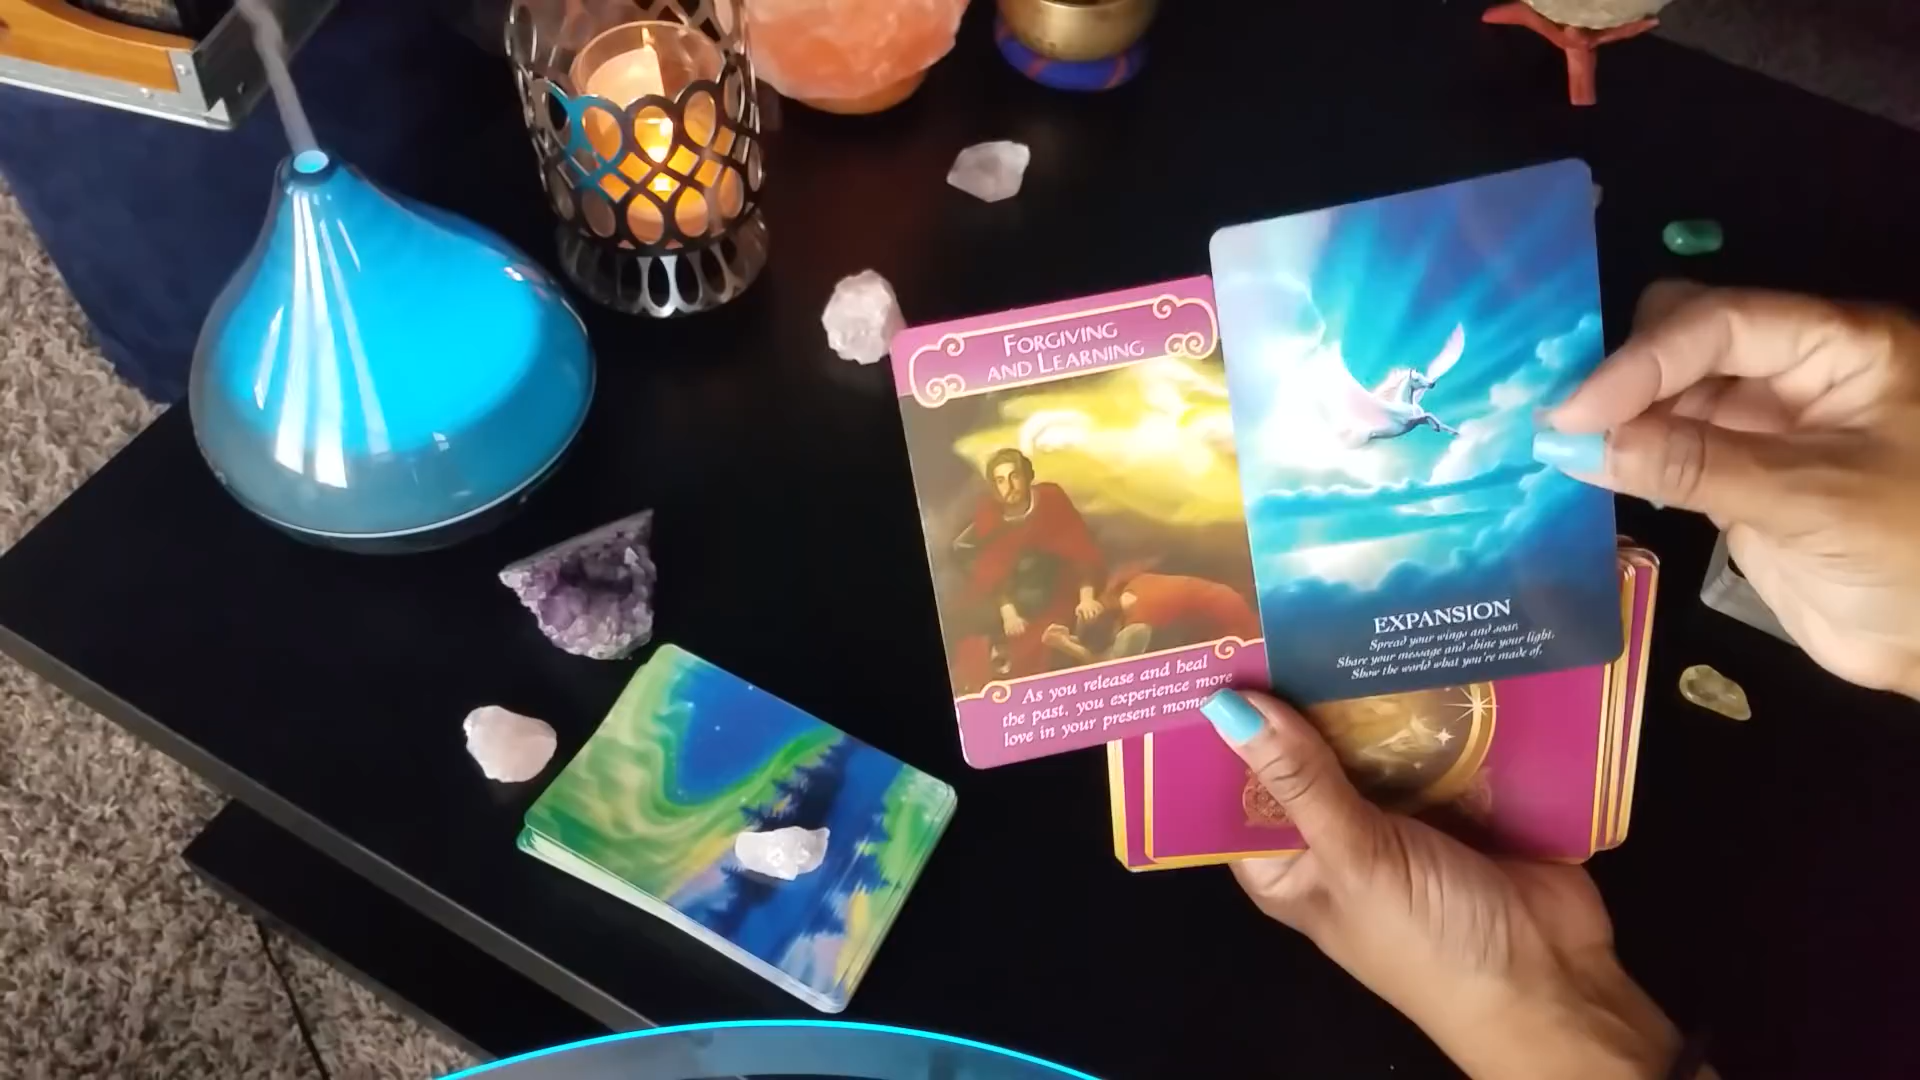 FORGIVING
AND LEARNING
As you release and heal
the past, you experience more
love in your present
EXPANSION
Spread your wings and soar.
Share your message and shine your light.
Show the world what you're made of.